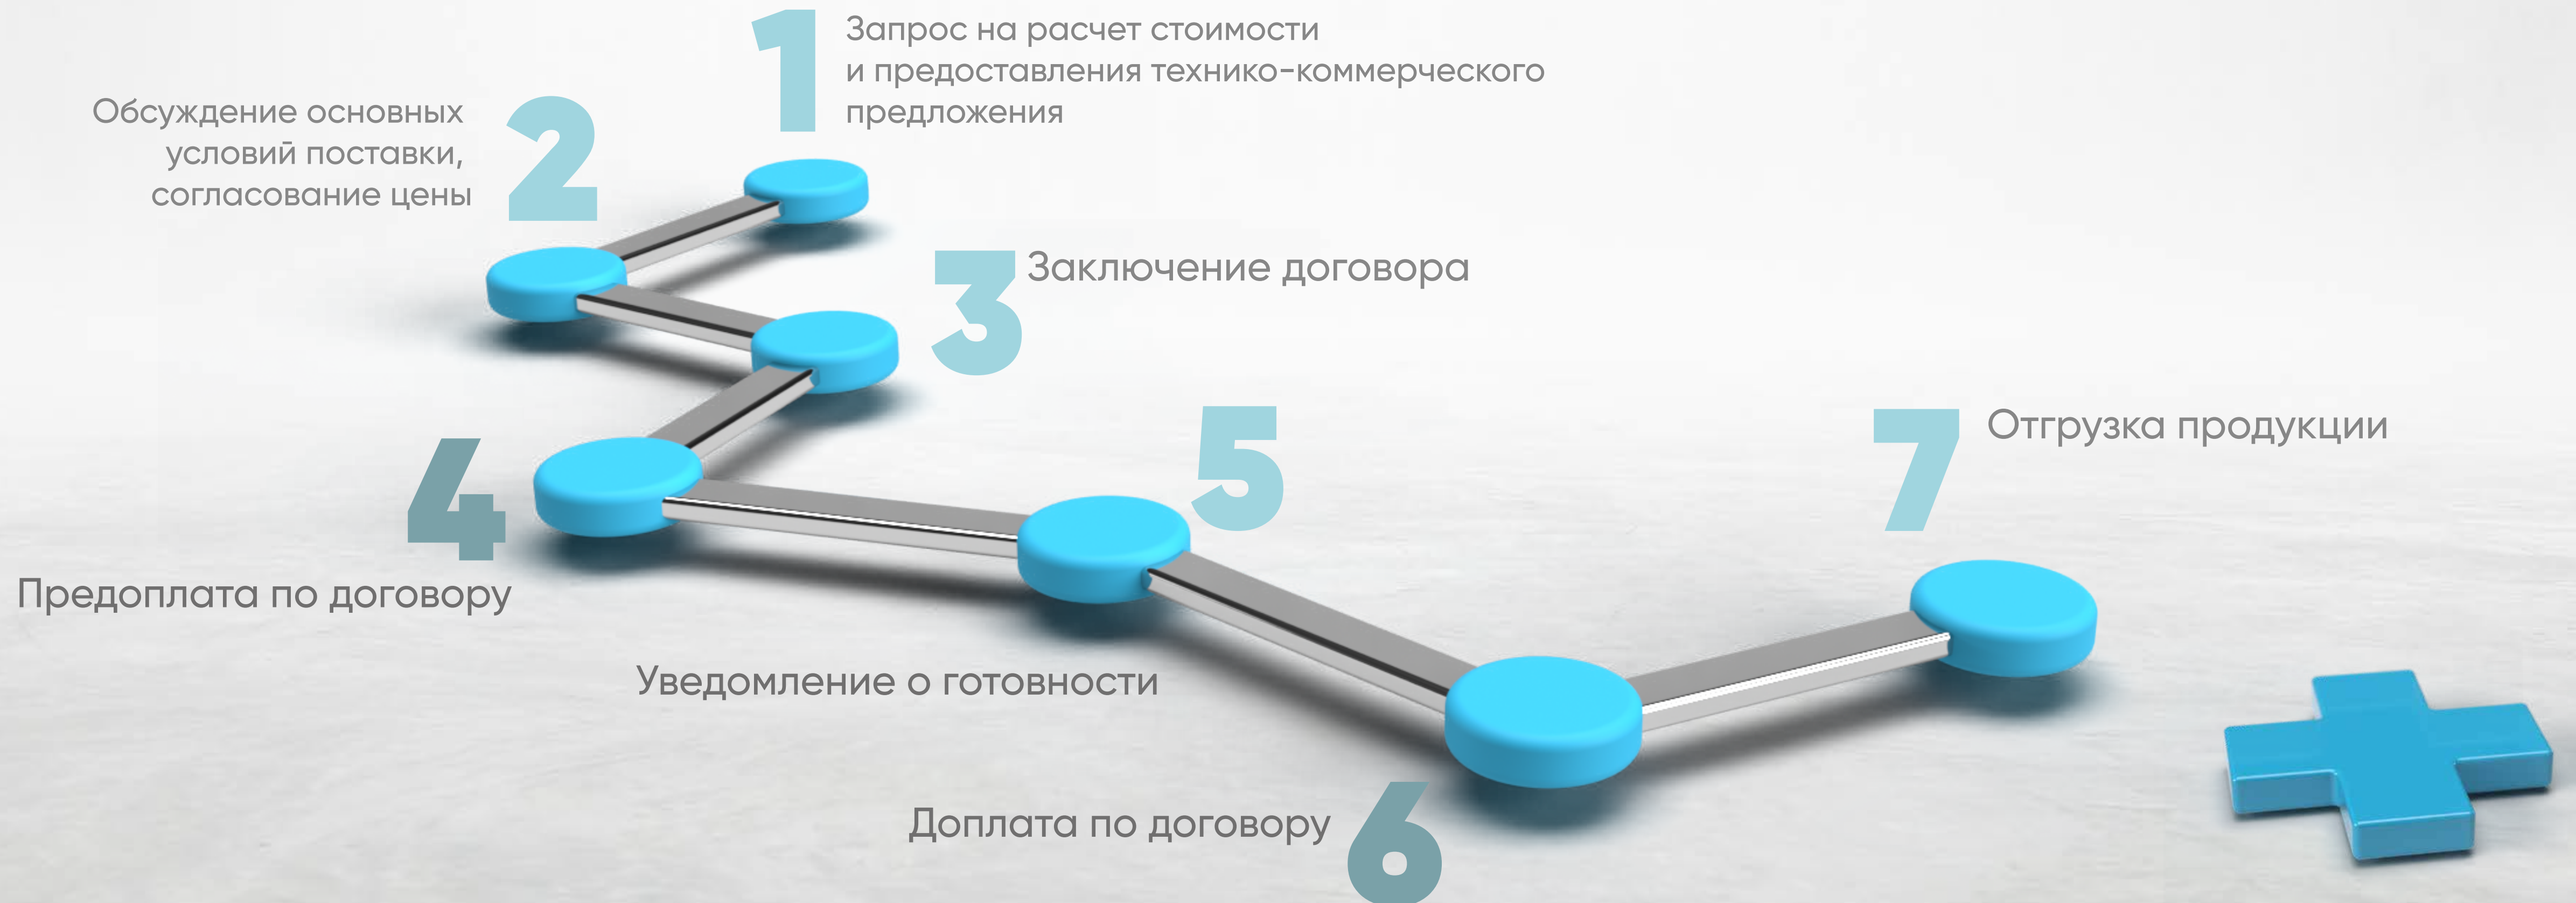 1
Запрос на расчет стоимости
и предоставления технико-коммерческого
предложения
2
Обсуждение основных
условий поставки,
согласование цены
3
Заключение договора
4
Предоплата по договору
5
Уведомление о готовности
6
Доплата по договору
7
Отгрузка продукции